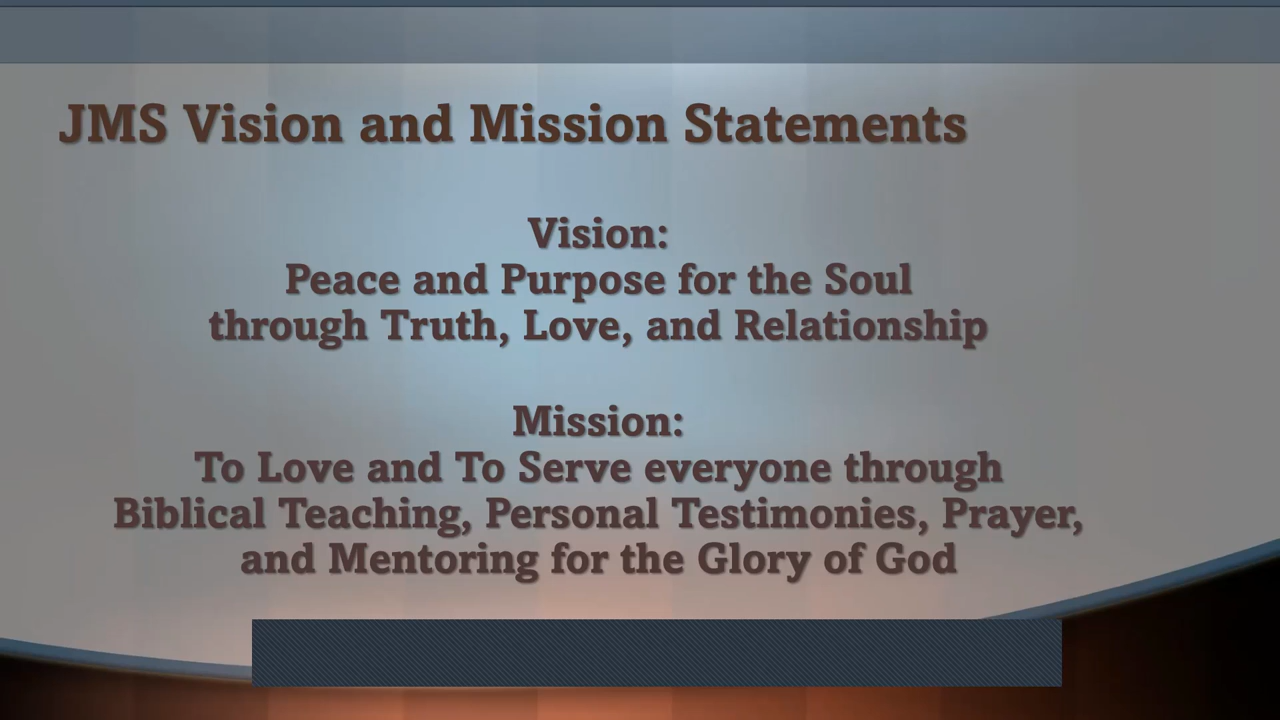 JMS Vision and Mission Statements
Vision:
Peace and Purpose for the Soul
through Truth, Love, and Relationship
Mission:
To Love and To Serve everyone through
Biblical Teaching, Personal Testimonies, Prayer,
and Mentoring for the Glory of God